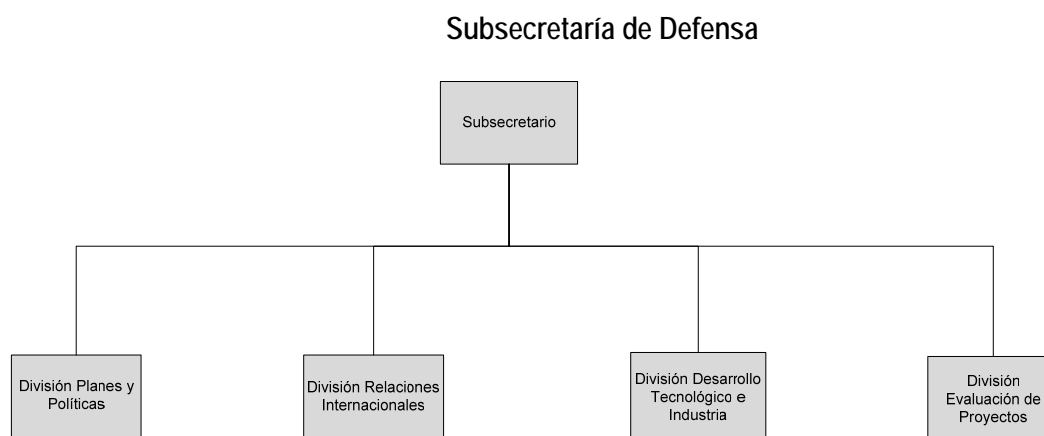 Subsecretaría de Defensa
Subsecretario
División Planes y
Políticas
División Relaciones
Internacionales
División Desarrollo
Tecnológico e
Industria
División
Evaluación de
Proyectos